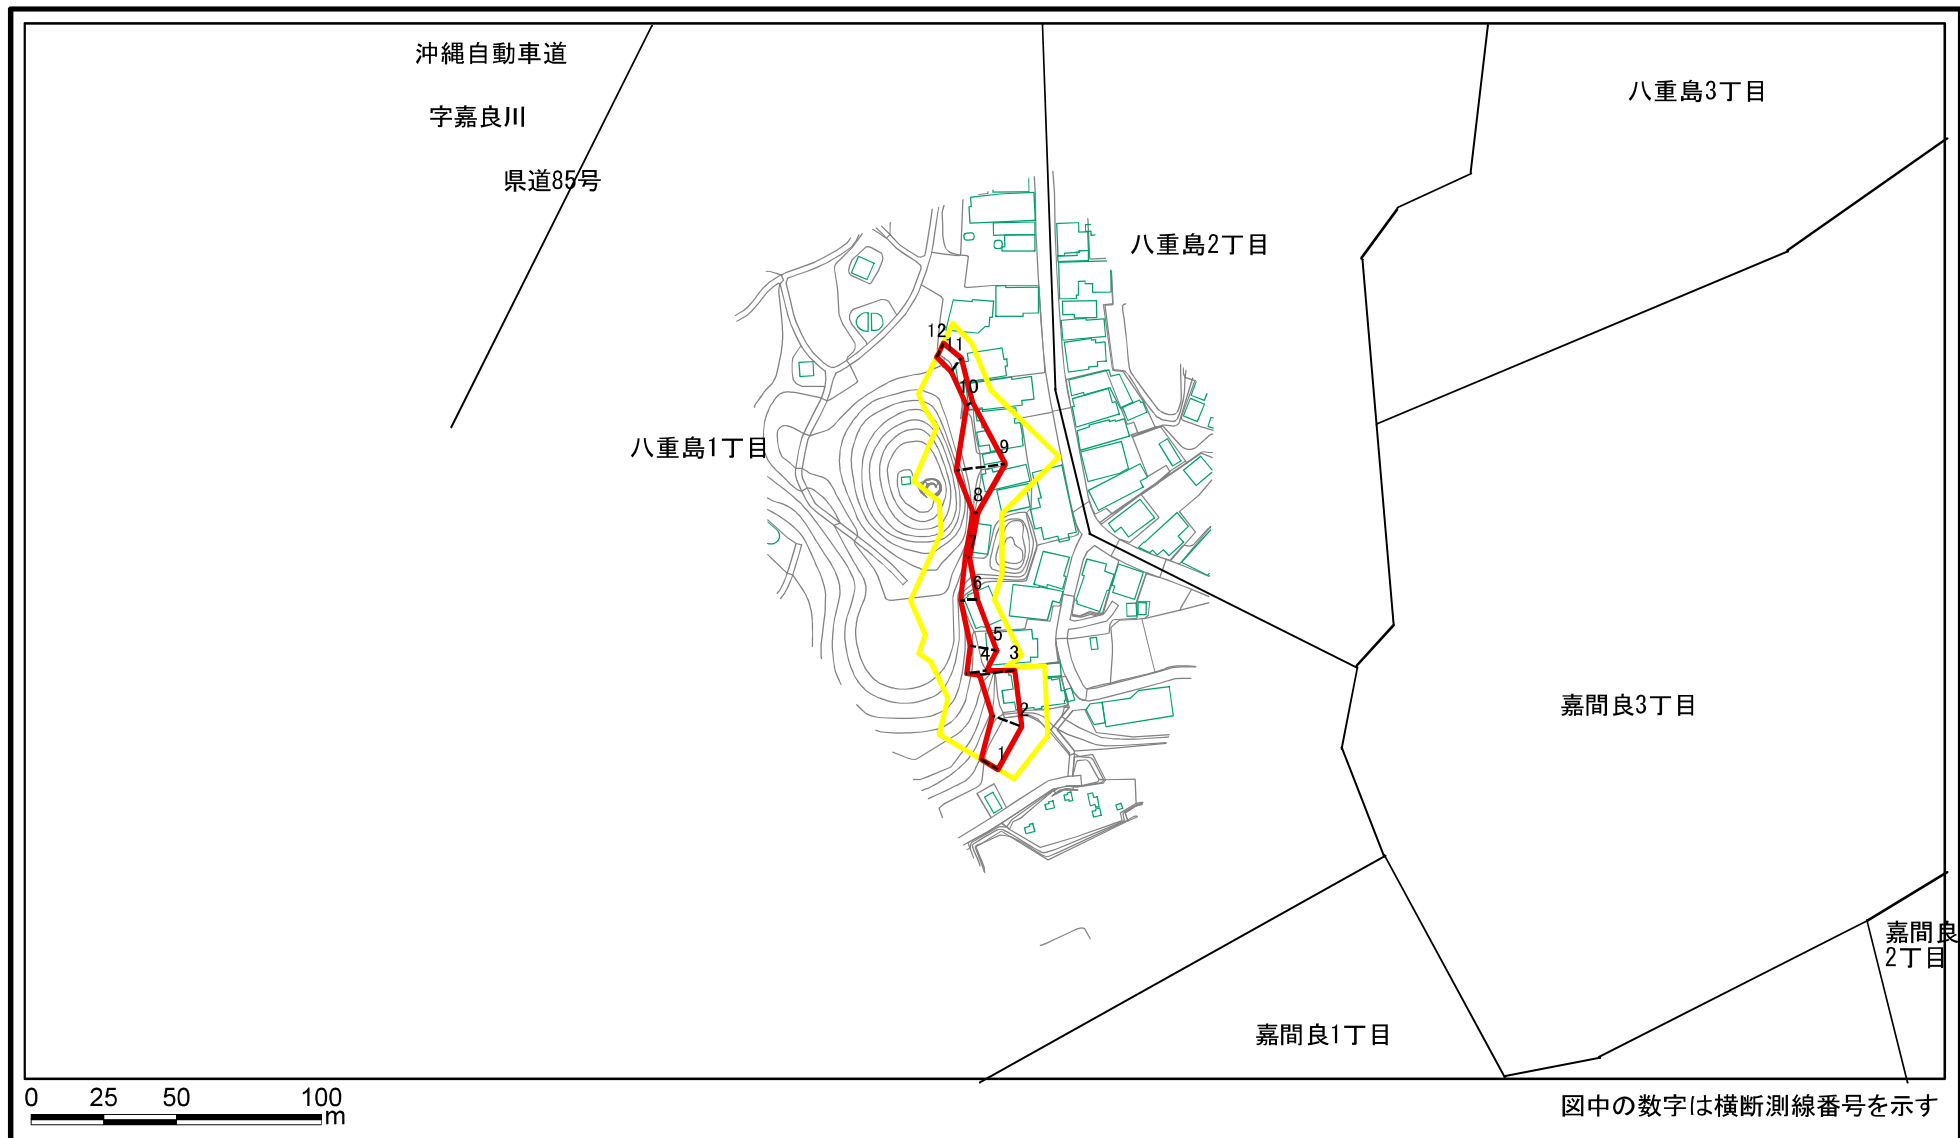 沖縄自動車道
字嘉良川
県道85号
八重島3丁目
八重島2丁目
八重島1丁目
12
11
10
9
8
7
6
5
4
3
2
1
嘉間良3丁目
嘉間良
2丁目
嘉間良1丁目
0 25 50 100
m
図中の数字は横断測線番号を示す